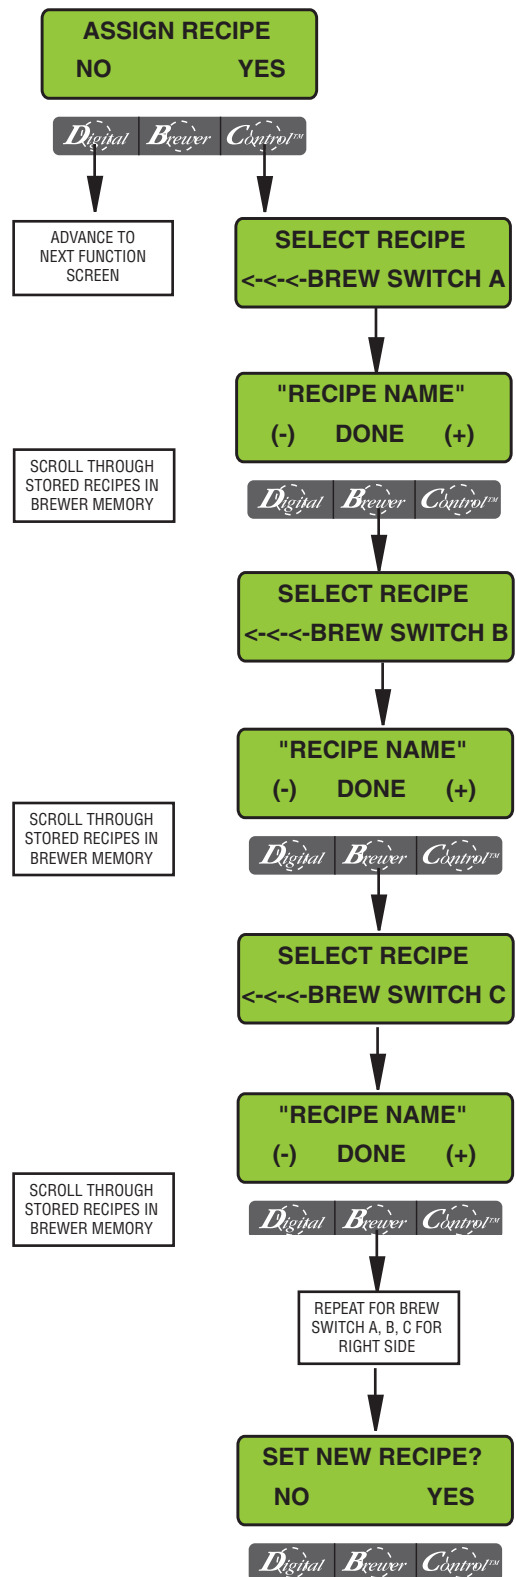 ASSIGN RECIPE
NO YES
Digital Brewer Control™
ADVANCE TO
NEXT FUNCTION
SCREEN
SELECT RECIPE
<-<-<-BREW SWITCH A
"RECIPE NAME"
(-) DONE (+)
SCROLL THROUGH
STORED RECIPES IN
BREWER MEMORY
Digital Brewer Control™
SELECT RECIPE
<-<-<-BREW SWITCH B
"RECIPE NAME"
(-) DONE (+)
SCROLL THROUGH
STORED RECIPES IN
BREWER MEMORY
Digital Brewer Control™
SELECT RECIPE
<-<-<-BREW SWITCH C
"RECIPE NAME"
(-) DONE (+)
SCROLL THROUGH
STORED RECIPES IN
BREWER MEMORY
Digital Brewer Control™
REPEAT FOR BREW
SWITCH A, B, C FOR
RIGHT SIDE
SET NEW RECIPE?
NO YES
Digital Brewer Control™